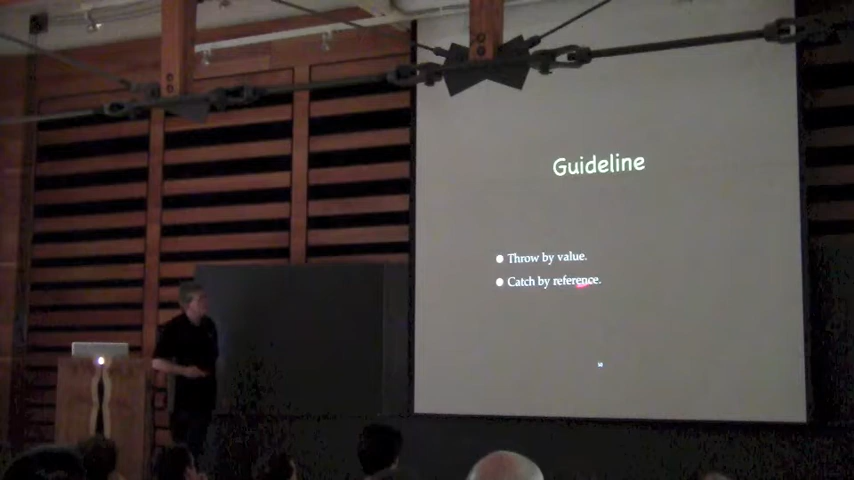 Guideline
Throw by value.
Catch by reference.